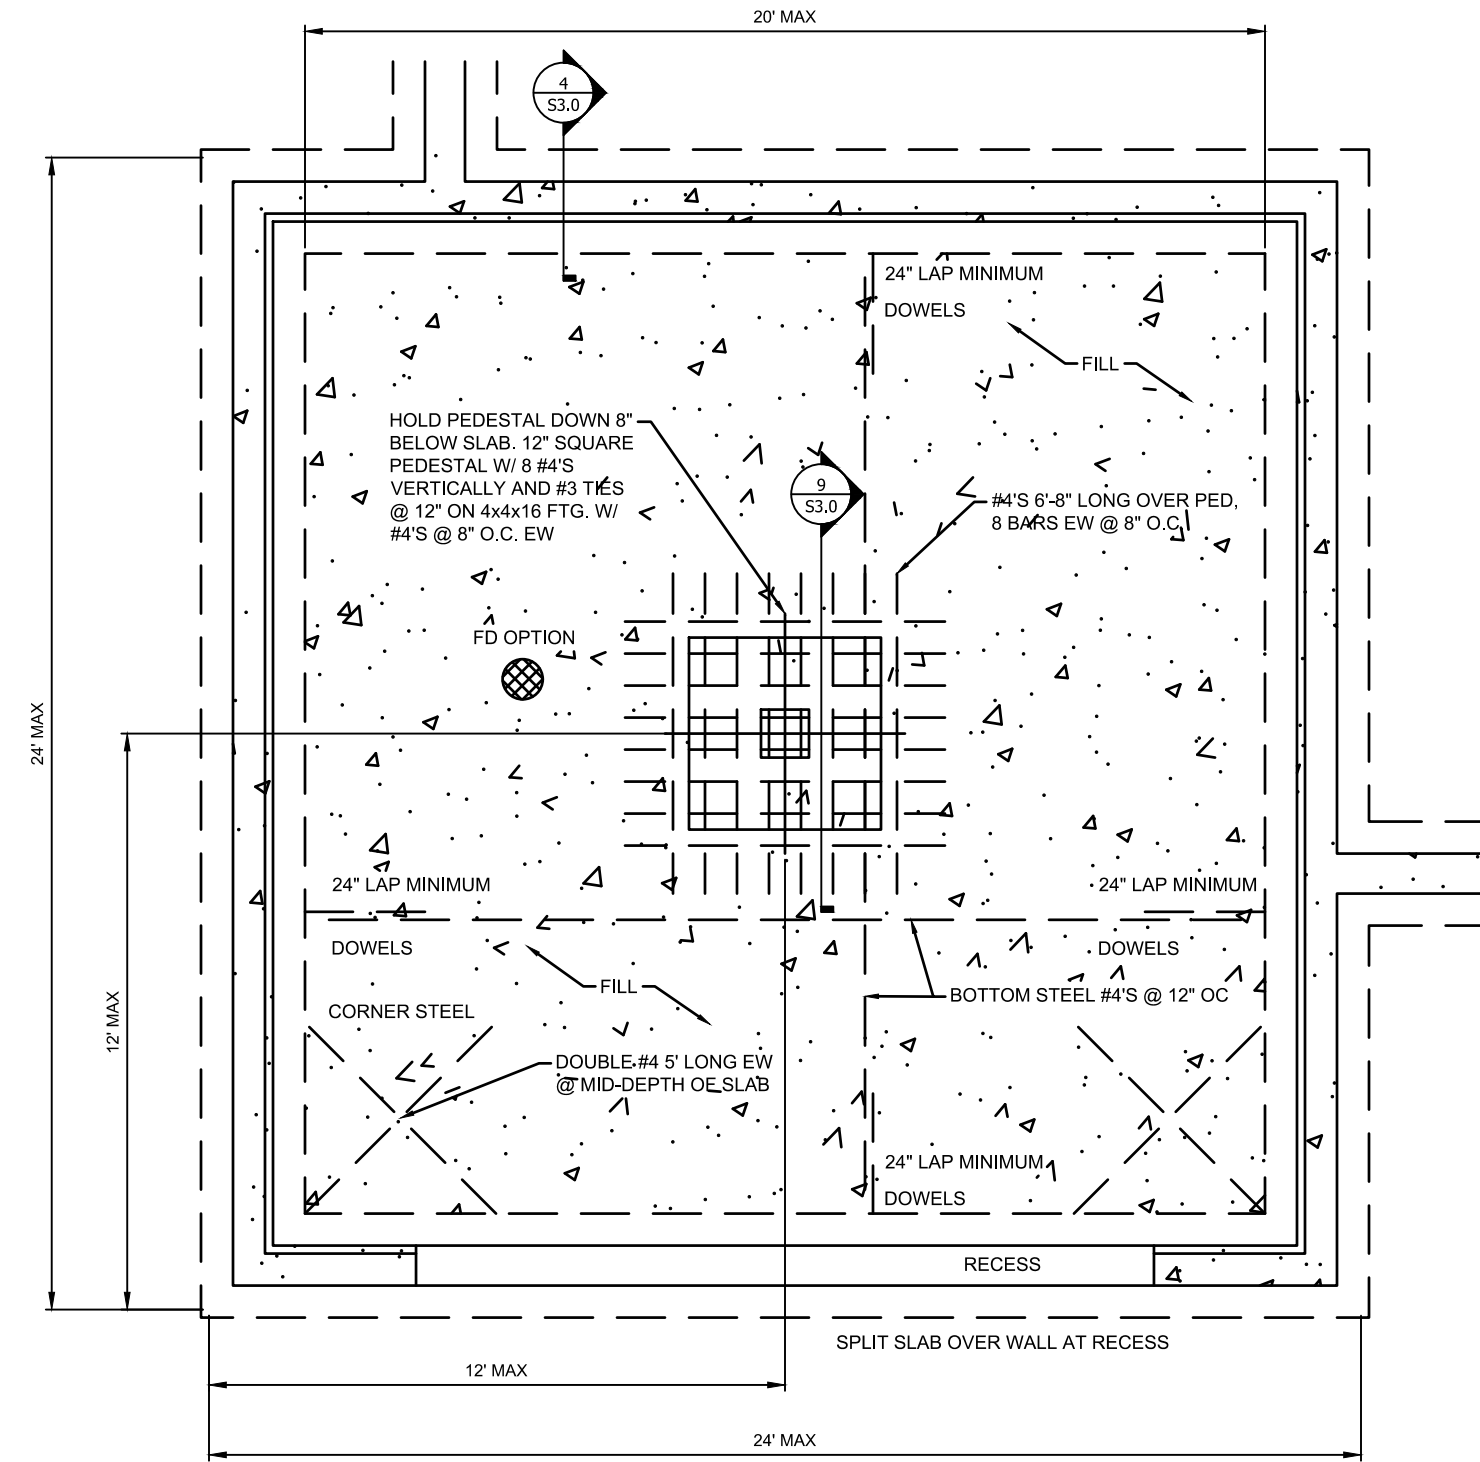 20' MAX
4
S3.0
24" LAP MINIMUM
DOWELS
FILL
HOLD PEDESTAL DOWN 8"
BELOW SLAB. 12" SQUARE
PEDESTAL W/ 8 #4'S
VERTICALLY AND #3 TIES
@ 12" ON 4x4x16 FTG. W/
#4'S @ 8" O.C. EW
9
S3.0
#4'S 6'-8" LONG OVER PED,
8 BARS EW @ 8" O.C.
FD OPTION
24' MAX
12' MAX
24" LAP MINIMUM
DOWELS
24" LAP MINIMUM
DOWELS
FILL
BOTTOM STEEL #4'S @ 12" OC
CORNER STEEL
DOUBLE #4 5' LONG EW
@ MID-DEPTH OF SLAB
24" LAP MINIMUM
DOWELS
RECESS
SPLIT SLAB OVER WALL AT RECESS
12' MAX
24' MAX